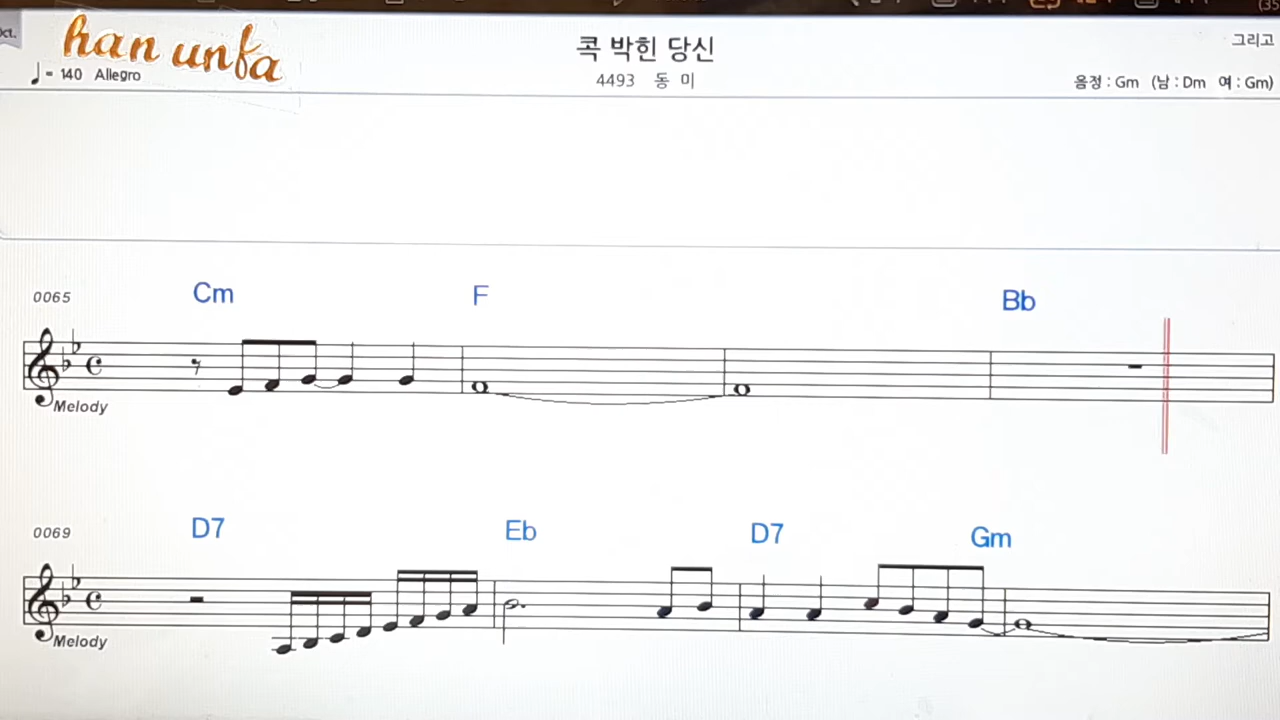 Oct.
han unfa
콕 박힌 당신
그리고
♩= 140 Allegro
4493 동 미
음정 : Gm (남 : Dm 여 : Gm)
0065
Cm F Bb
Melody
0069
D7 Eb D7 Gm
Melody